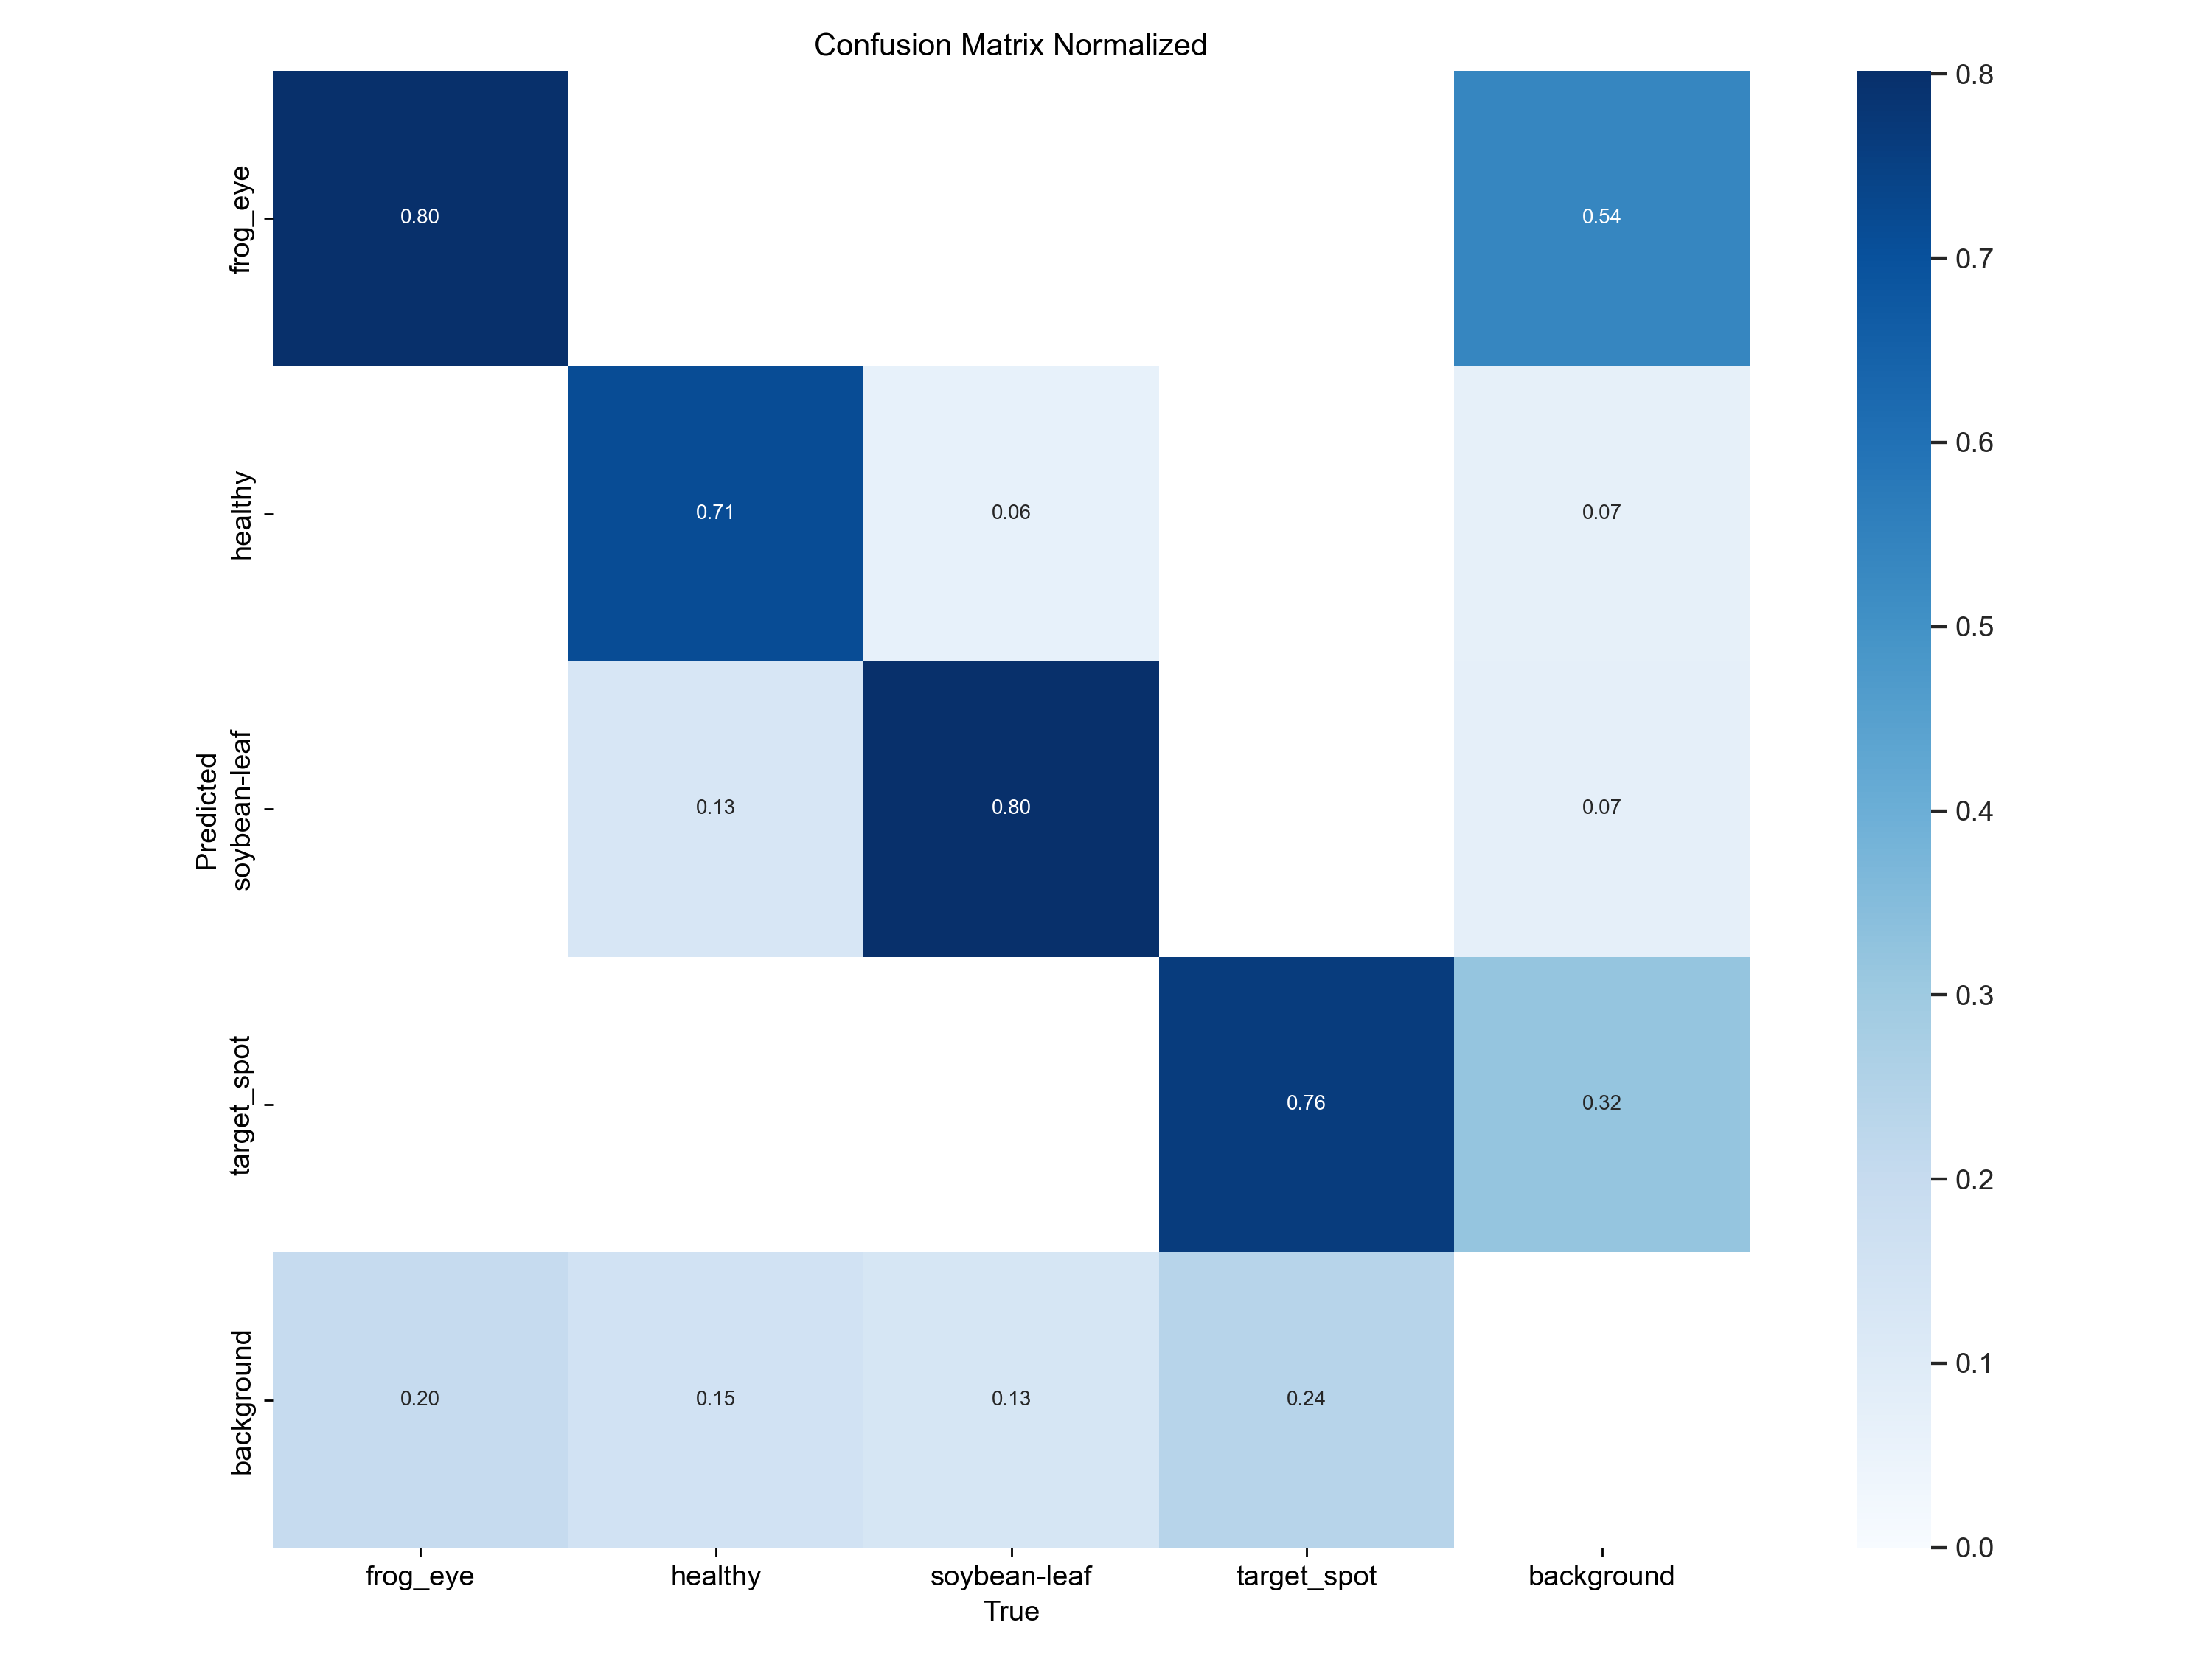 Confusion Matrix Normalized
frog_eye
0.80
0.54
healthy
0.71
0.06
0.07
Predicted
soybean-leaf
0.13
0.80
0.07
target_spot
0.76
0.32
background
0.20
0.15
0.13
0.24
frog_eye
healthy
soybean-leaf
target_spot
background
True
0.8
0.7
0.6
0.5
0.4
0.3
0.2
0.1
0.0